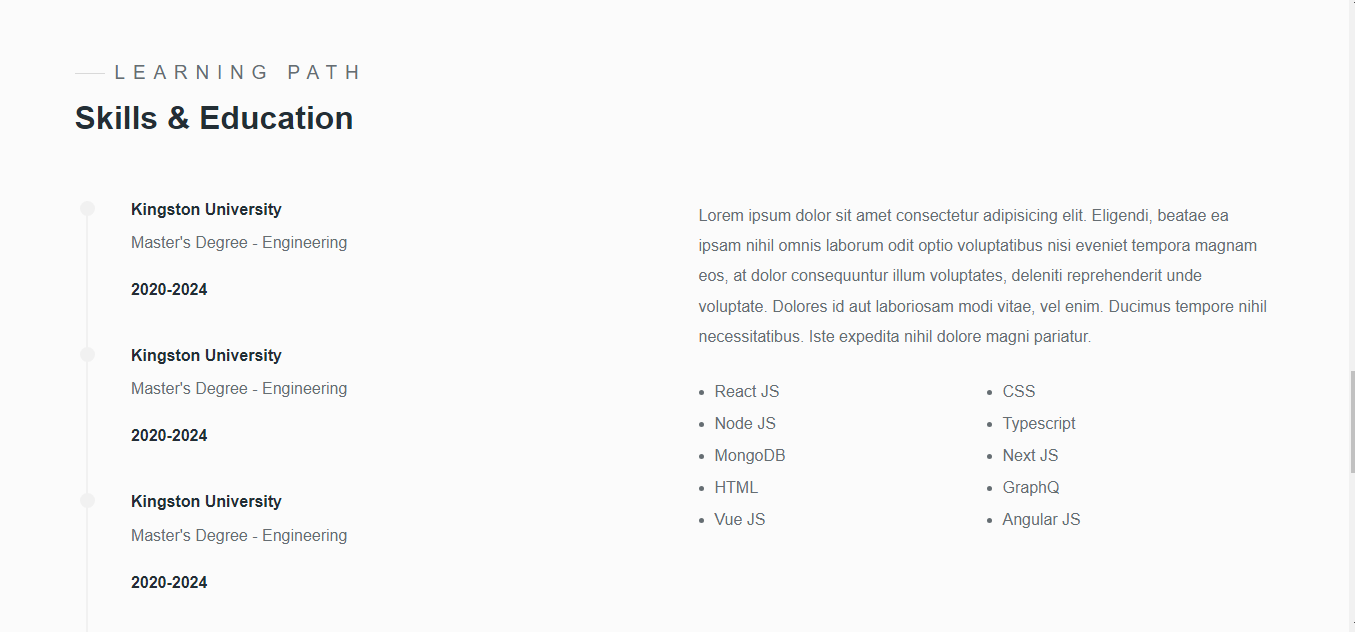 LEARNING PATH
Skills & Education
Kingston University
Master's Degree - Engineering
2020-2024
Kingston University
Master's Degree - Engineering
2020-2024
Kingston University
Master's Degree - Engineering
2020-2024
Lorem ipsum dolor sit amet consectetur adipisicing elit. Eligendi, beatae ea
ipsam nihil omnis laborum odit optio voluptatibus nisi eveniet tempora magnam
eos, at dolor consequuntur illum voluptates, deleniti reprehenderit unde
voluptate. Dolores id aut laboriosam modi vitae, vel enim. Ducimus tempore nihil
necessitatibus. Iste expedita nihil dolore magni pariatur.
React JS
Node JS
MongoDB
HTML
Vue JS
CSS
Typescript
Next JS
GraphQ
Angular JS